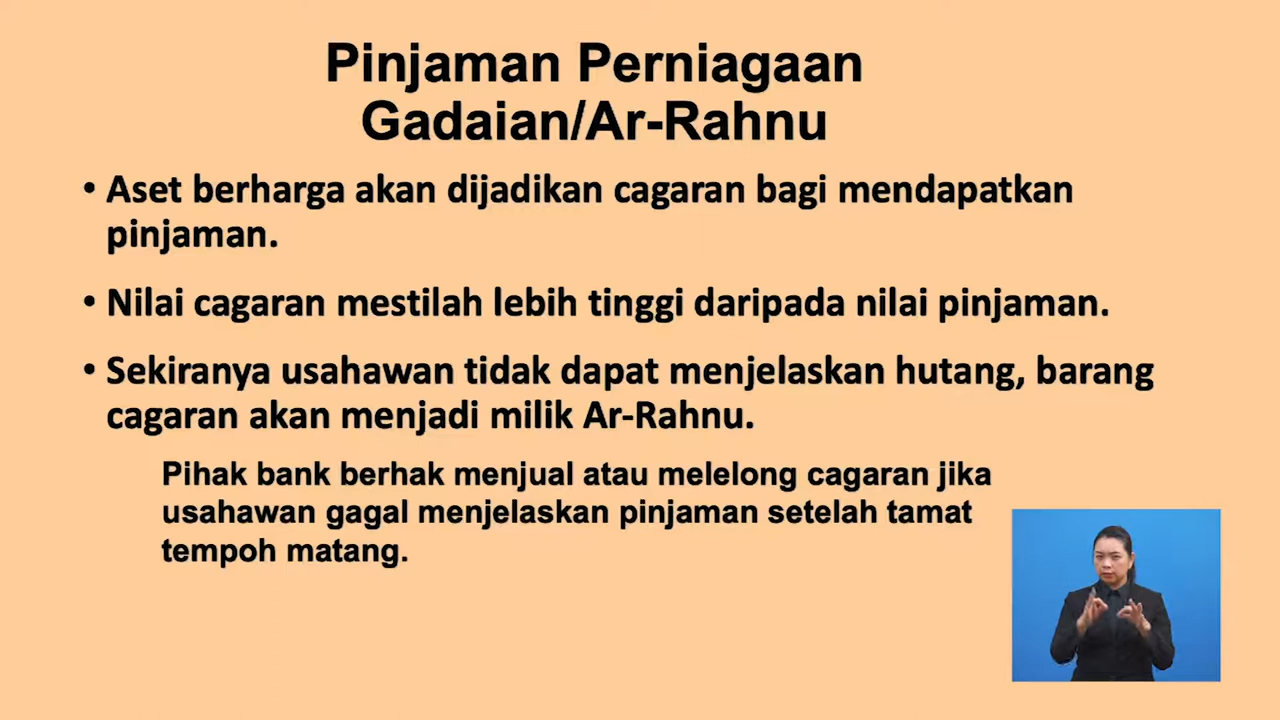 Pinjaman Perniagaan
Gadaian/Ar-Rahnu
• Aset berharga akan dijadikan cagaran bagi mendapatkan
pinjaman.
• Nilai cagaran mestilah lebih tinggi daripada nilai pinjaman.
• Sekiranya usahawan tidak dapat menjelaskan hutang, barang
cagaran akan menjadi milik Ar-Rahnu.
Pihak bank berhak menjual atau melelong cagaran jika
usahawan gagal menjelaskan pinjaman setelah tamat
tempoh matang.